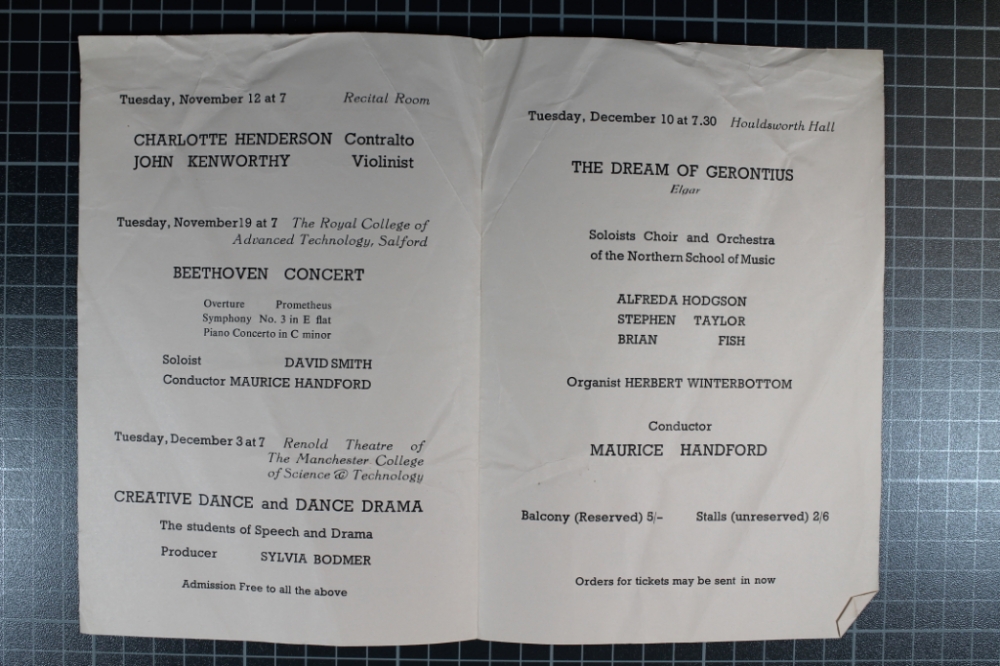 Tuesday, November 12 at 7 Recital Room
CHARLOTTE HENDERSON Contralto
JOHN KENWORTHY Violinist
Tuesday, November19 at 7 The Royal College of
Advanced Technology, Salford
BEETHOVEN CONCERT
Overture Prometheus
Symphony No. 3 in E flat
Piano Concerto in C minor
Soloist DAVID SMITH
Conductor MAURICE HANDFORD
Tuesday, December 3 at 7 Renold Theatre of
The Manchester College
of Science & Technology
CREATIVE DANCE and DANCE DRAMA
The students of Speech and Drama
Producer SYLVIA BODMER
Admission Free to all the above
Tuesday, December 10 at 7.30 Houldsworth Hall
THE DREAM OF GERONTIUS
Elgar
Soloists Choir and Orchestra
of the Northern School of Music
ALFREDA HODGSON
STEPHEN TAYLOR
BRIAN FISH
Organist HERBERT WINTERBOTTOM
Conductor
MAURICE HANDFORD
Balcony (Reserved) 5/- Stalls (unreserved) 2/6
Orders for tickets may be sent in now